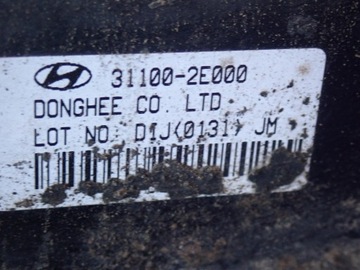 31100-2E000
DONGHEE CO. LTD
LOT NO: D1J(0131) JM